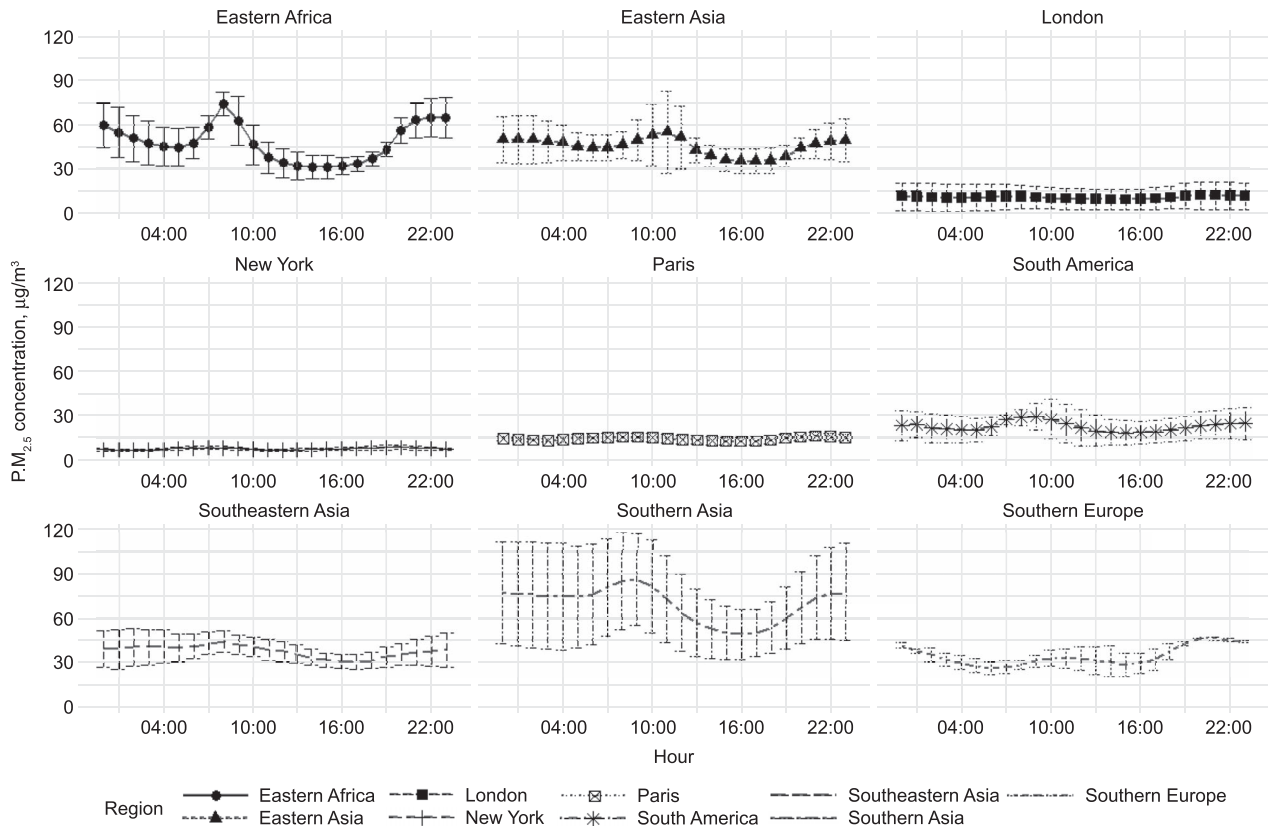 Eastern Africa Eastern Asia London
120
90
60
30
0
04:00 10:00 16:00 22:00 04:00 10:00 16:00 22:00 04:00 10:00 16:00 22:00
New York Paris South America
120
90
60
30
0
04:00 10:00 16:00 22:00 04:00 10:00 16:00 22:00 04:00 10:00 16:00 22:00
Southeastern Asia Southern Asia Southern Europe
120
90
60
30
0
04:00 10:00 16:00 22:00 04:00 10:00 16:00 22:00 04:00 10:00 16:00 22:00
P.M2.5 concentration, µg/m³
Hour
Region
Eastern Africa London Paris Southeastern Asia Southern Europe
Eastern Asia New York South America Southern Asia